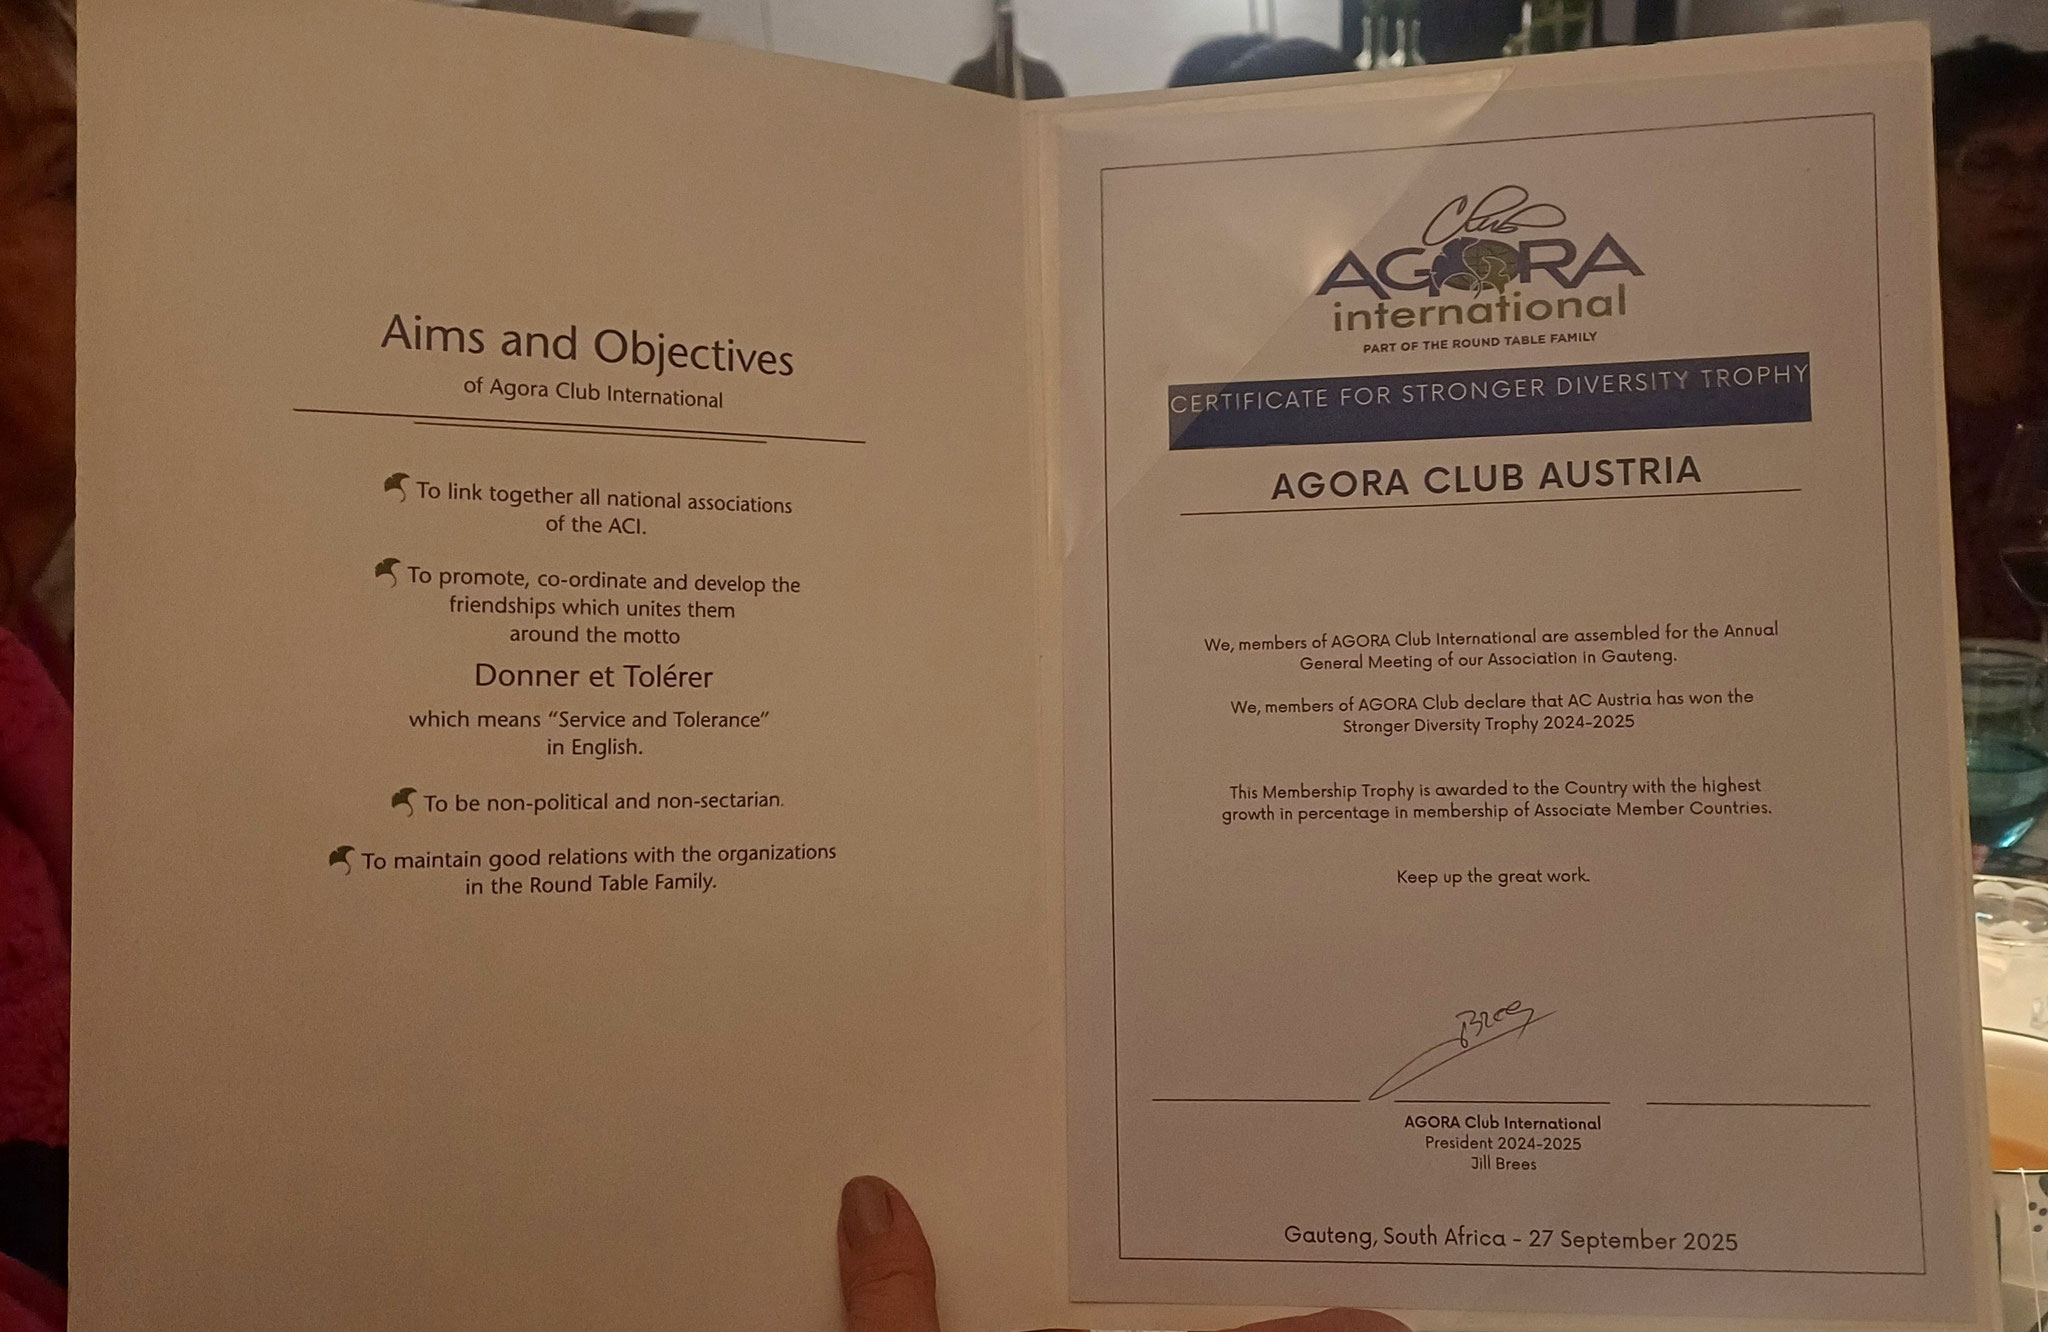 Aims and Objectives
of Agora Club International
To link together all national associations
of the ACI.
To promote, co-ordinate and develop the
friendships which unites them
around the motto
Donner et Tolérer
which means “Service and Tolerance”
in English.
To be non-political and non-sectarian.
To maintain good relations with the organizations
in the Round Table Family.
Club
AGORA
international
PART OF THE ROUND TABLE FAMILY
CERTIFICATE FOR STRONGER DIVERSITY TROPHY
AGORA CLUB AUSTRIA
We, members of AGORA Club International are assembled for the Annual
General Meeting of our Association in Gauteng.
We, members of AGORA Club declare that AC Austria has won the
Stronger Diversity Trophy 2024-2025
This Membership Trophy is awarded to the Country with the highest
growth in percentage in membership of Associate Member Countries.
Keep up the great work.
JBrees
AGORA Club International
President 2024-2025
Jill Brees
Gauteng, South Africa - 27 September 2025